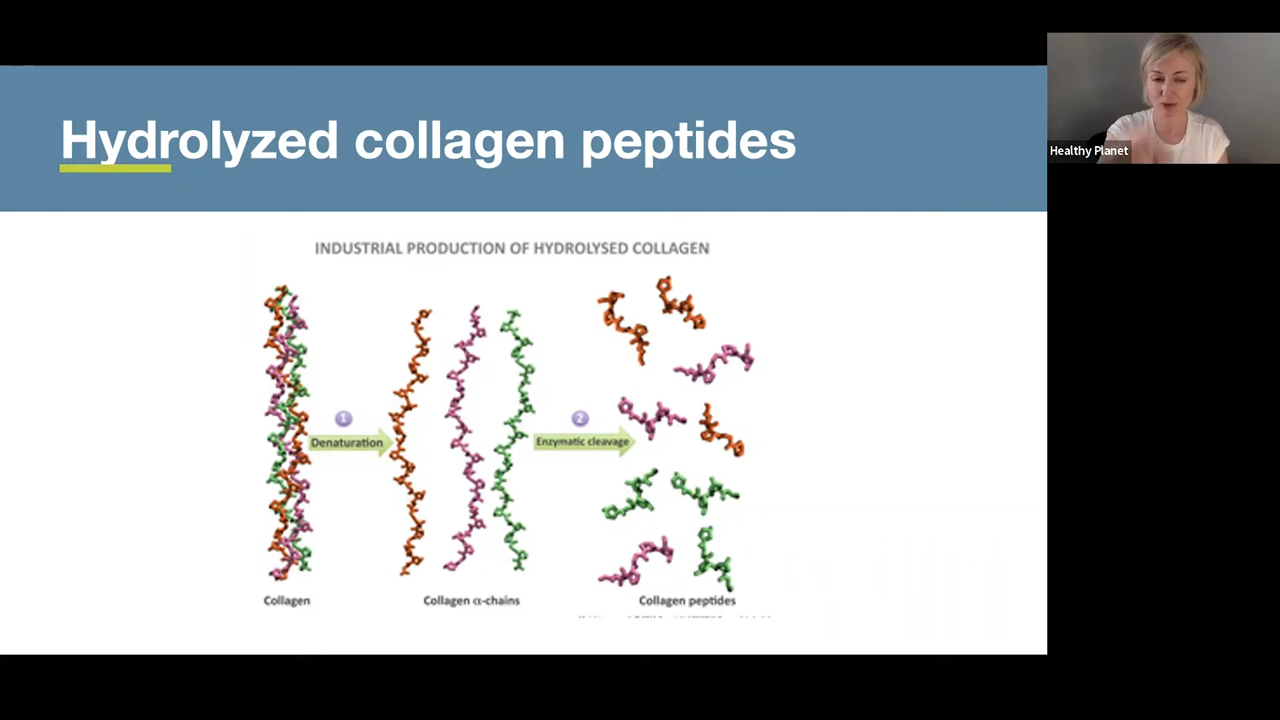 Hydrolyzed collagen peptides
Healthy Planet
INDUSTRIAL PRODUCTION OF HYDROLYSED COLLAGEN
1
2
Denaturation
Enzymatic cleavage
Collagen
Collagen α-chains
Collagen peptides